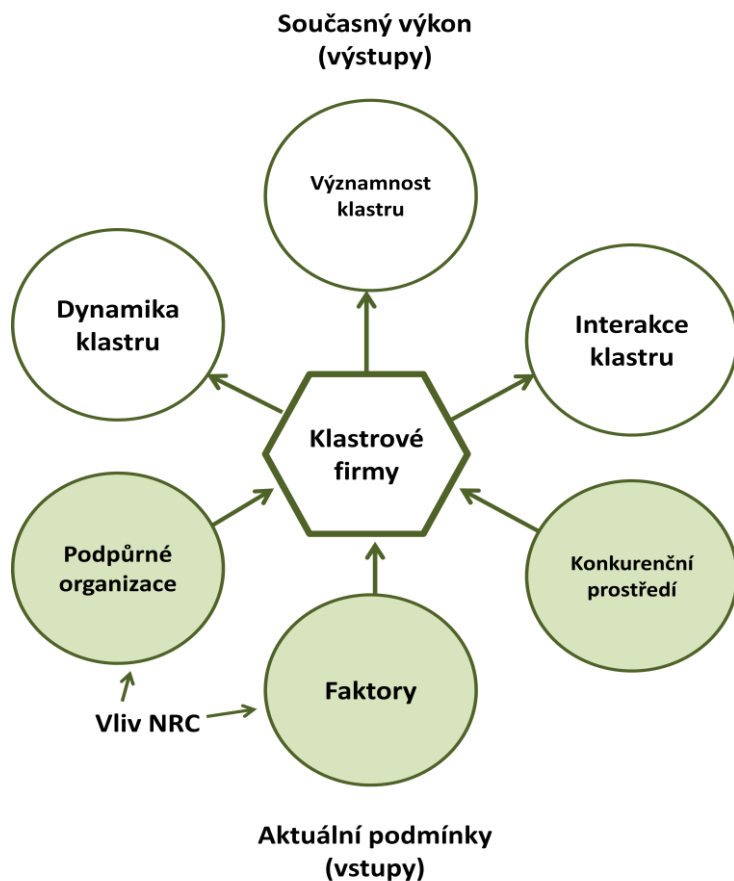 Současný výkon
(výstupy)
Významnost
klastru
Dynamika
klastru
Interakce
klastru
Klastrové
firmy
Podpůrné
organizace
Konkurenční
prostředí
Faktory
Vliv NRC
Aktuální podmínky
(vstupy)